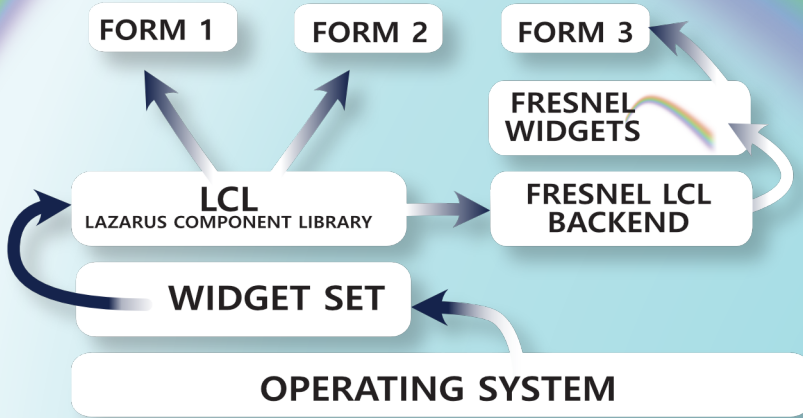 FORM 1
FORM 2
FORM 3
FRESNEL
WIDGETS
LCL
LAZARUS COMPONENT LIBRARY
FRESNEL LCL
BACKEND
WIDGET SET
OPERATING SYSTEM